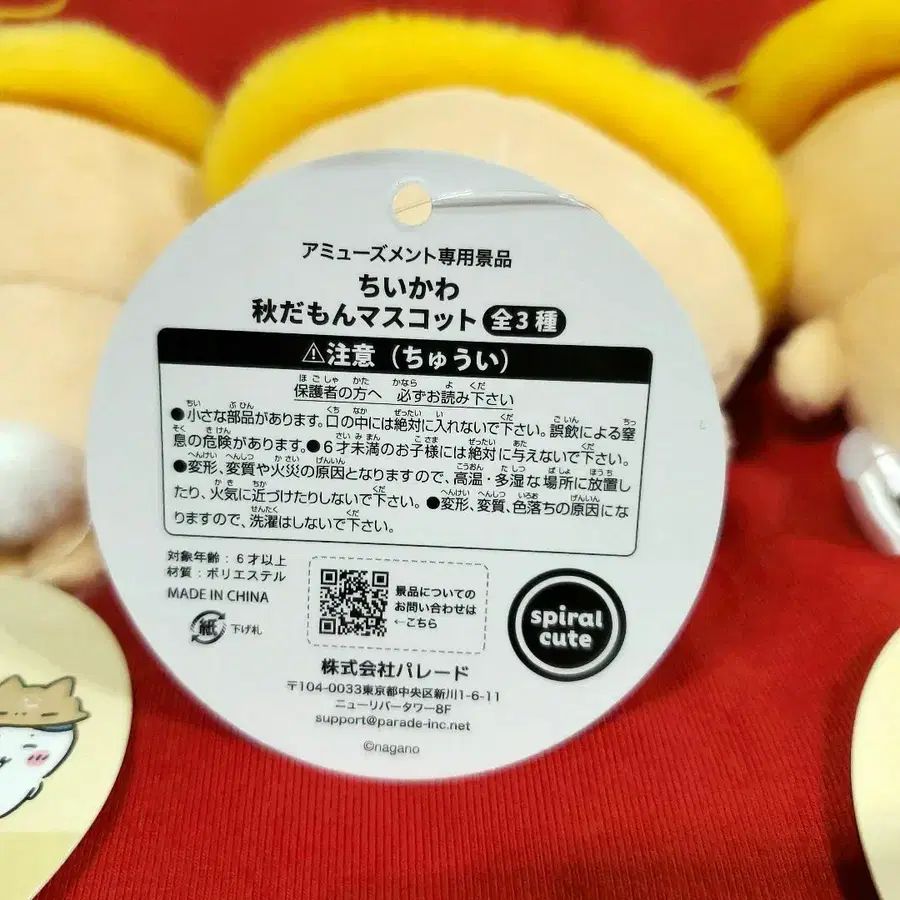 アミューズメント専用景品
ちいかわ
秋だもんマスコット 全3種
⚠注意（ちゅうい）
保護者の方へ 必ずお読み下さい
●小さな部品があります。口の中には絶対に入れないで下さい。誤飲による窒
息の危険があります。●6才未満のお子様には絶対に与えないで下さい。
●変形、変質や火災の原因となりますので、高温・多湿な場所に放置し
たり、火気に近づけたりしないで下さい。●変形、変質、色落ちの原因にな
りますので、洗濯はしないで下さい。
対象年齢：6才以上
材質：ポリエステル
MADE IN CHINA
紙 下げ札
景品についての
お問い合わせは
←こちら
spiral
cute
株式会社パレード
〒104-0033東京都中央区新川1-6-11
ニューリバータワー8F
support@parade-inc.net
©nagano